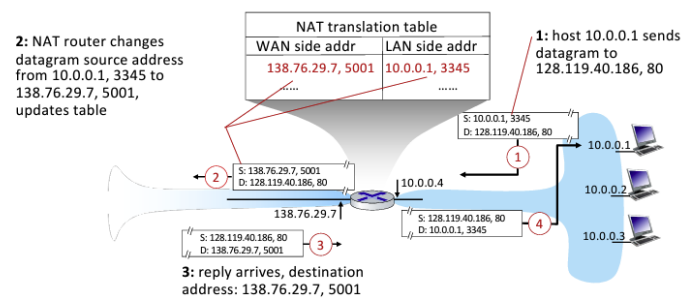 NAT translation table
WAN side addr LAN side addr
138.76.29.7, 5001 10.0.0.1, 3345
…… ……
2: NAT router changes
datagram source address
from 10.0.0.1, 3345 to
138.76.29.7, 5001,
updates table
1: host 10.0.0.1 sends
datagram to
128.119.40.186, 80
S: 10.0.0.1, 3345
D: 128.119.40.186, 80
1
10.0.0.1
S: 138.76.29.7, 5001
D: 128.119.40.186, 80
2
10.0.0.4
10.0.0.2
138.76.29.7
S: 128.119.40.186, 80
D: 10.0.0.1, 3345
4
10.0.0.3
S: 128.119.40.186, 80
D: 138.76.29.7, 5001
3
3: reply arrives, destination
address: 138.76.29.7, 5001